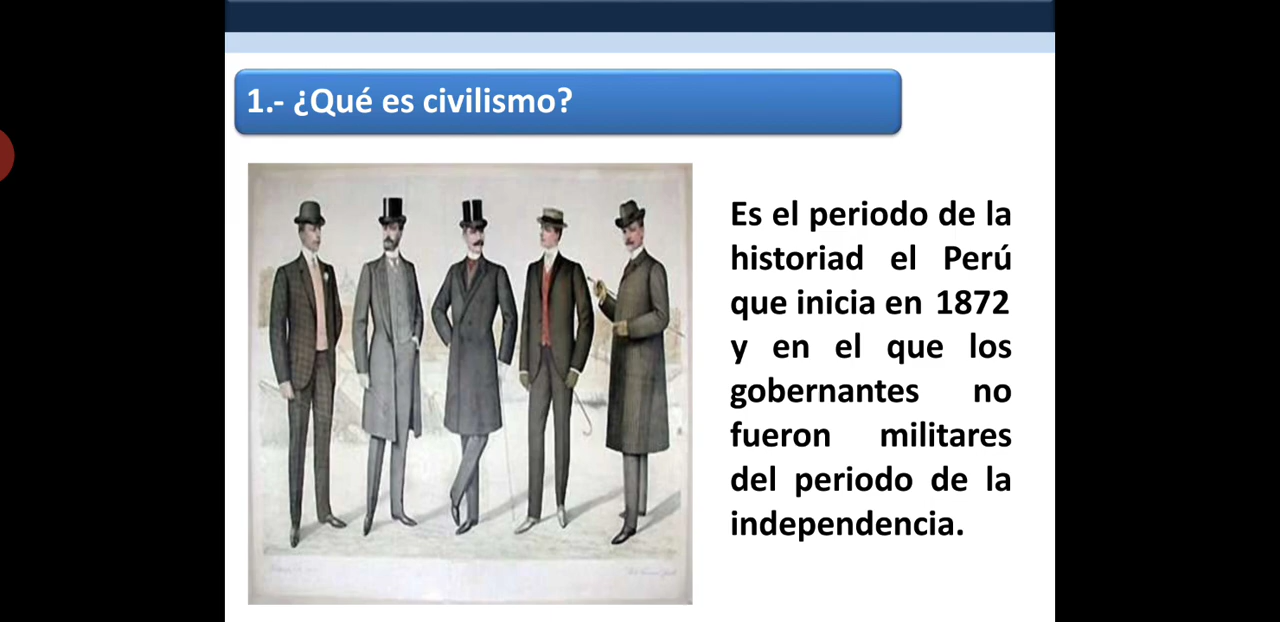 1.- ¿Qué es civilismo?
Es el periodo de la
historiad el Perú
que inicia en 1872
y en el que los
gobernantes no
fueron militares
del periodo de la
independencia.